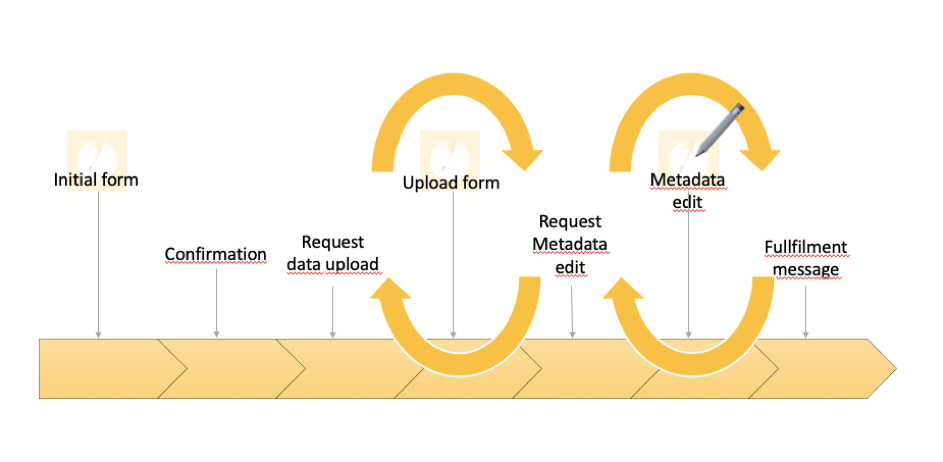 Initial form
Confirmation
Request
data upload
Upload form
Request
Metadata
edit
Metadata
edit
Fullfilment
message